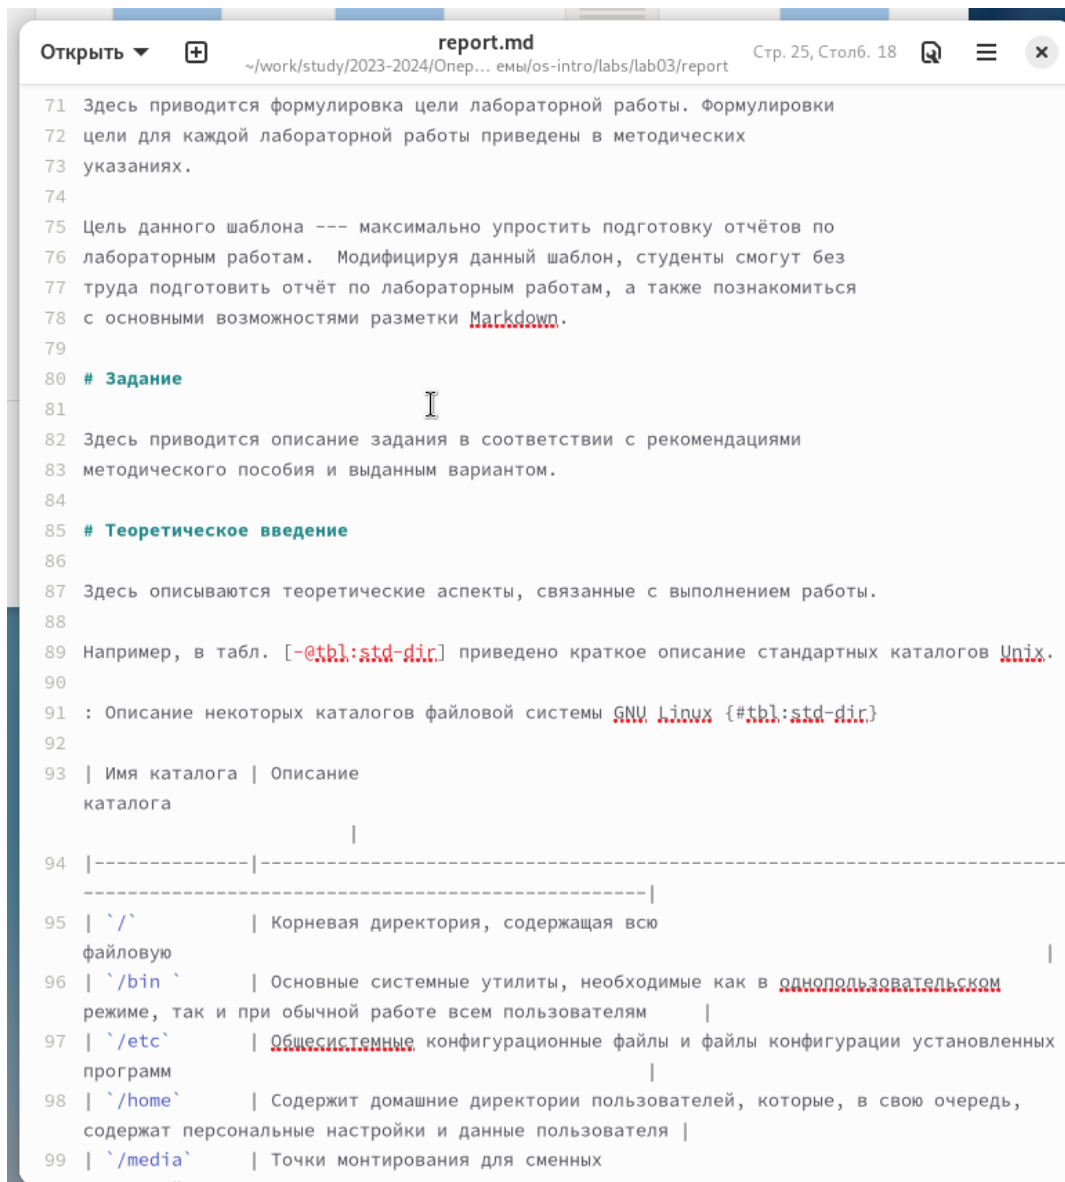 Открыть
report.md
~/work/study/2023-2024/Опер... емы/os-intro/labs/lab03/report
Стр. 25, Столб. 18
71 Здесь приводится формулировка цели лабораторной работы. Формулировки
72 цели для каждой лабораторной работы приведены в методических
73 указаниях.
74
75 Цель данного шаблона --- максимально упростить подготовку отчётов по
76 лабораторным работам.  Модифицируя данный шаблон, студенты смогут без
77 труда подготовить отчёт по лабораторным работам, а также познакомиться
78 с основными возможностями разметки Markdown.
79
80 # Задание
81
82 Здесь приводится описание задания в соответствии с рекомендациями
83 методического пособия и выданным вариантом.
84
85 # Теоретическое введение
86
87 Здесь описываются теоретические аспекты, связанные с выполнением работы.
88
89 Например, в табл. [-@tbl:std-dir] приведено краткое описание стандартных каталогов Unix.
90
91 : Описание некоторых каталогов файловой системы GNU Linux {#tbl:std-dir}
92
93 | Имя каталога | Описание
каталога
|
94 |--------------|--------------------------------------------------------------------------
---------------------------------------------------|
95 | `/`          | Корневая директория, содержащая всю
файловую |
96 | `/bin `      | Основные системные утилиты, необходимые как в однопользовательском
режиме, так и при обычной работе всем пользователям     |
97 | `/etc`       | Общесистемные конфигурационные файлы и файлы конфигурации установленных
программ |
98 | `/home`      | Содержит домашние директории пользователей, которые, в свою очередь,
содержат персональные настройки и данные пользователя |
99 | `/media`     | Точки монтирования для сменных